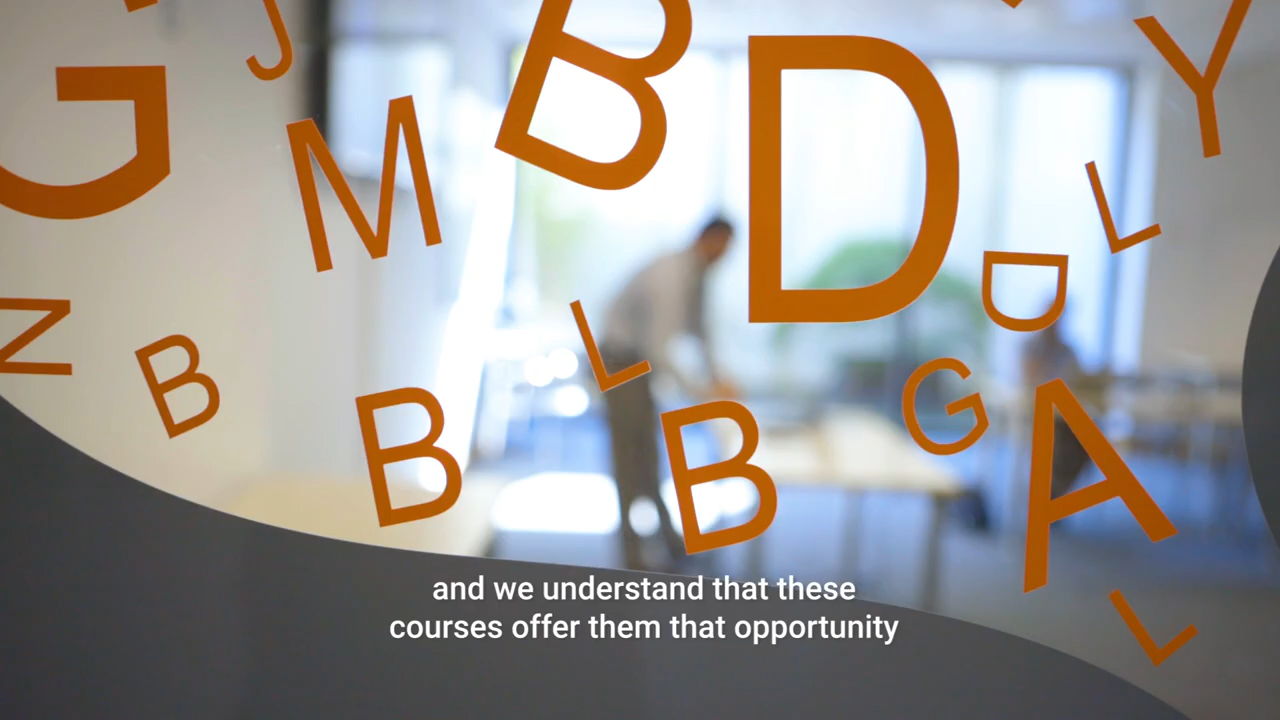 J
G
B
D
Y
M
L
D
N
B
L
B
B
G
A
L
and we understand that these
courses offer them that opportunity